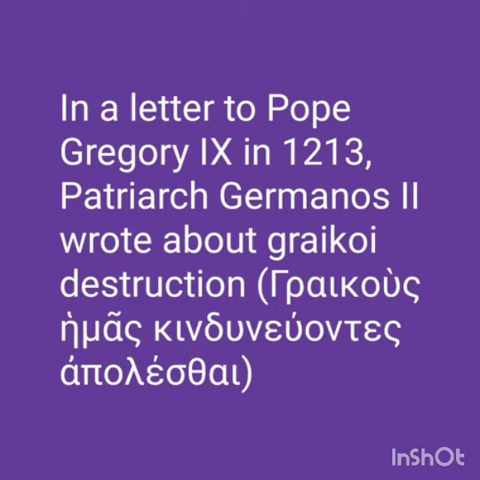 In a letter to Pope
Gregory IX in 1213,
Patriarch Germanos II
wrote about graikoi
destruction (Γραικοὺς
ἡμᾶς κινδυνεύοντες
ἀπολέσθαι)
InShOt